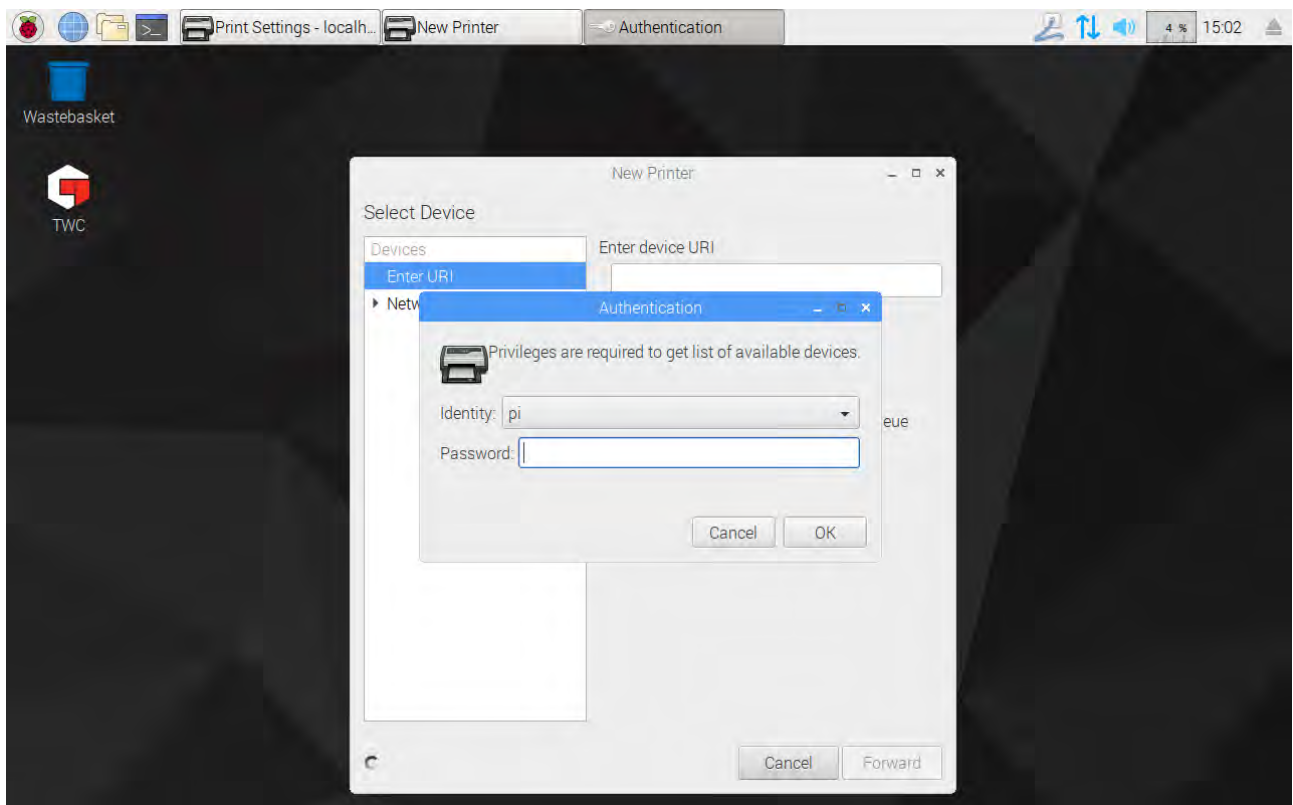 Print Settings - localh...
New Printer
Authentication
4 %
15:02
Wastebasket
TWC
New Printer
Select Device
Devices
Enter URI
Netw
Enter device URI
Authentication
Privileges are required to get list of available devices.
Identity: pi
eue
Password:
Cancel
OK
Cancel
Forward